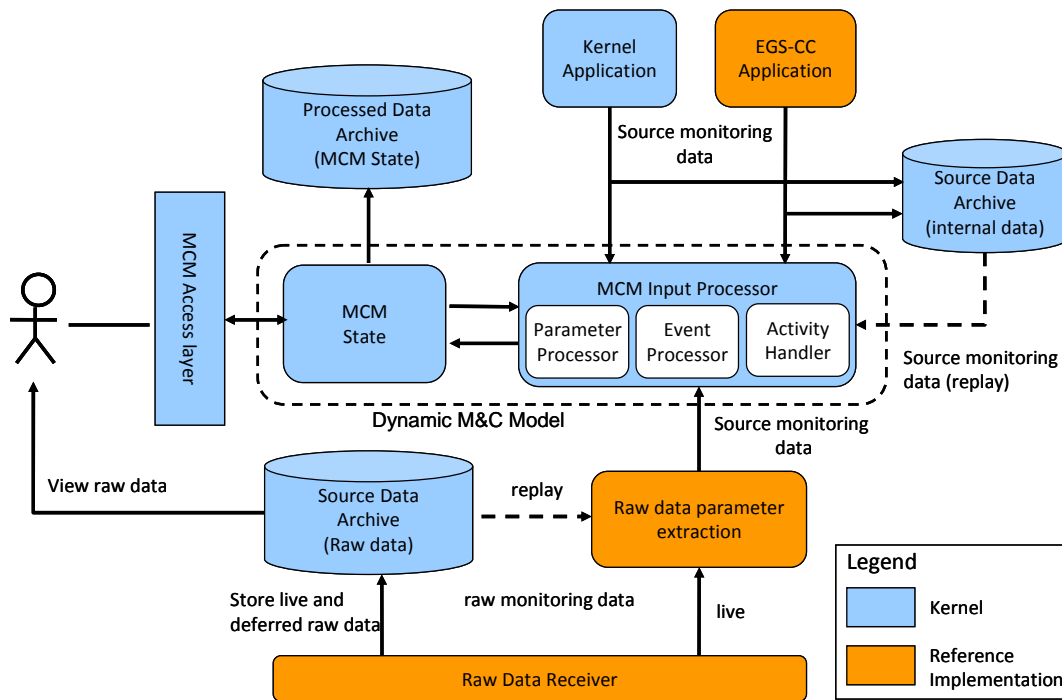 Kernel
Application
EGS-CC
Application
Processed Data
Archive
(MCM State)
Source monitoring
data
Source Data
Archive
(internal data)
MCM Access layer
MCM
State
MCM Input Processor
Parameter
Processor
Event
Processor
Activity
Handler
Source monitoring
data (replay)
Dynamic M&C Model
Source monitoring
data
View raw data
Source Data
Archive
(Raw data)
replay
Raw data parameter
extraction
Store live and
deferred raw data
raw monitoring data
live
Raw Data Receiver
Legend
Kernel
Reference
Implementation